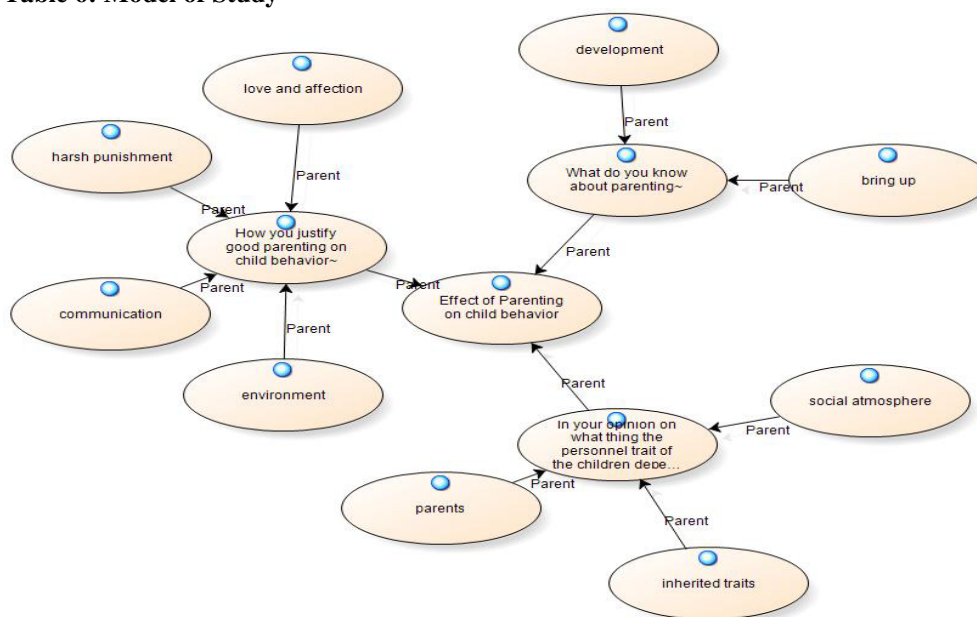 Table 6: Model of Study
development
love and affection
Parent
harsh punishment
What do you know
about parenting~
Parent
Parent
bring up
Parent
How you justify
good parenting on
child behavior~
Parent
Parent
Parent
Effect of Parenting
on child behavior
communication
Parent
environment
Parent
social atmosphere
In your opinion on
what thing the
personnel trait of
the children depe...
Parent
Parent
parents
Parent
inherited traits